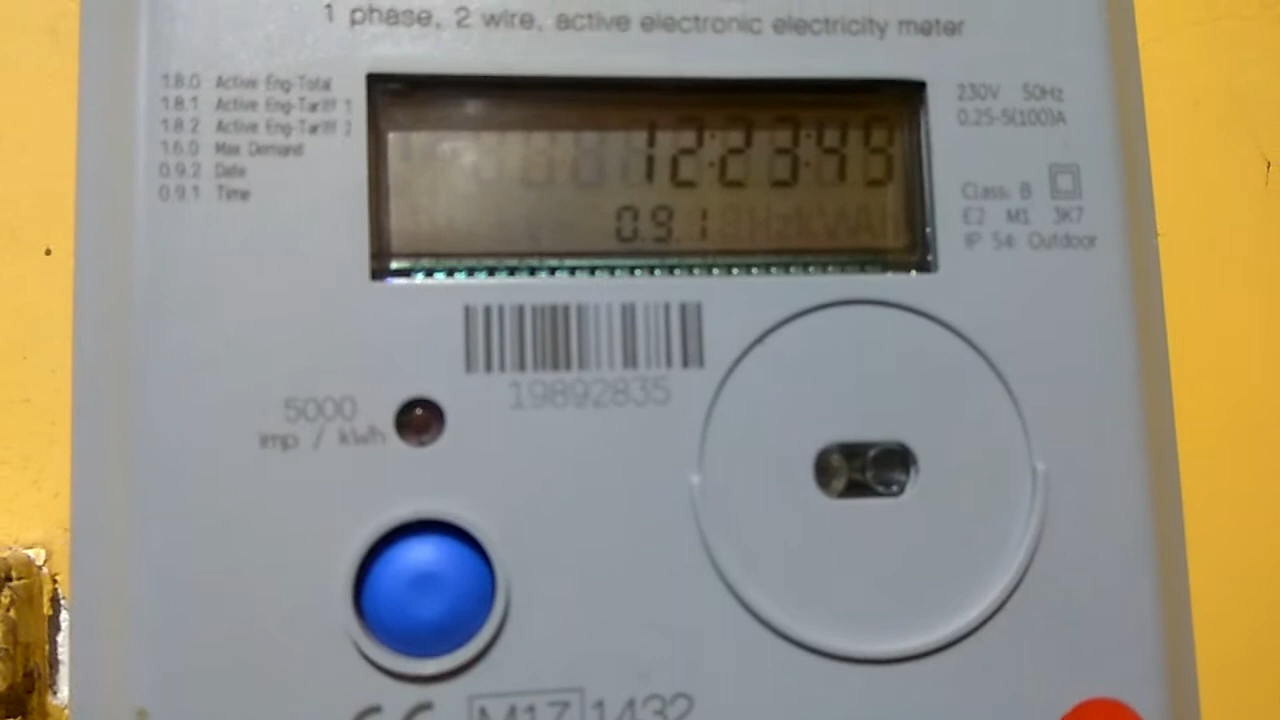 1 phase, 2 wire, active electronic electricity meter
1.8.0 Active Eng-Total
1.8.1 Active Eng-Tariff 1
1.8.2 Active Eng-Tariff 2
1.6.0 Max Demand
0.9.2 Date
0.9.1 Time
12:23:49
0.9.1
230V 50Hz
0.25-5(100)A
Class: B
E2 M1 3K7
IP 54: Outdoor
19892835
5000
imp / kWh
CE M17 1432